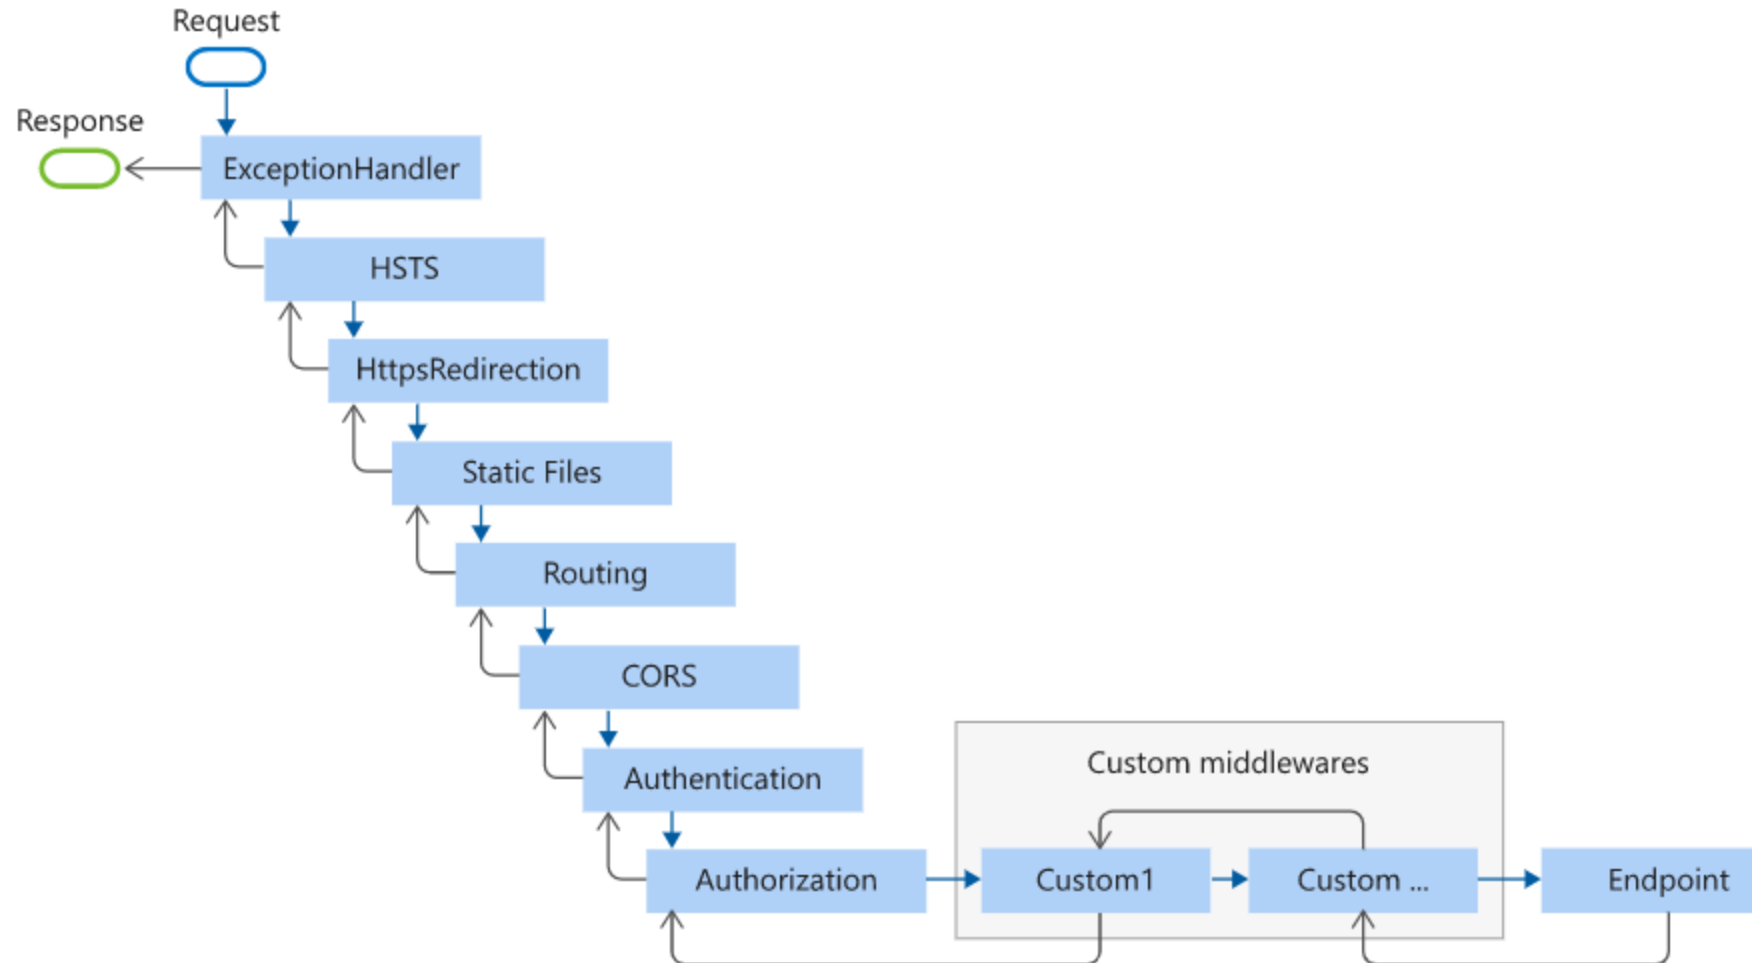 Request
Response
ExceptionHandler
HSTS
HttpsRedirection
Static Files
Routing
CORS
Authentication
Custom middlewares
Authorization
Custom1
Custom ...
Endpoint